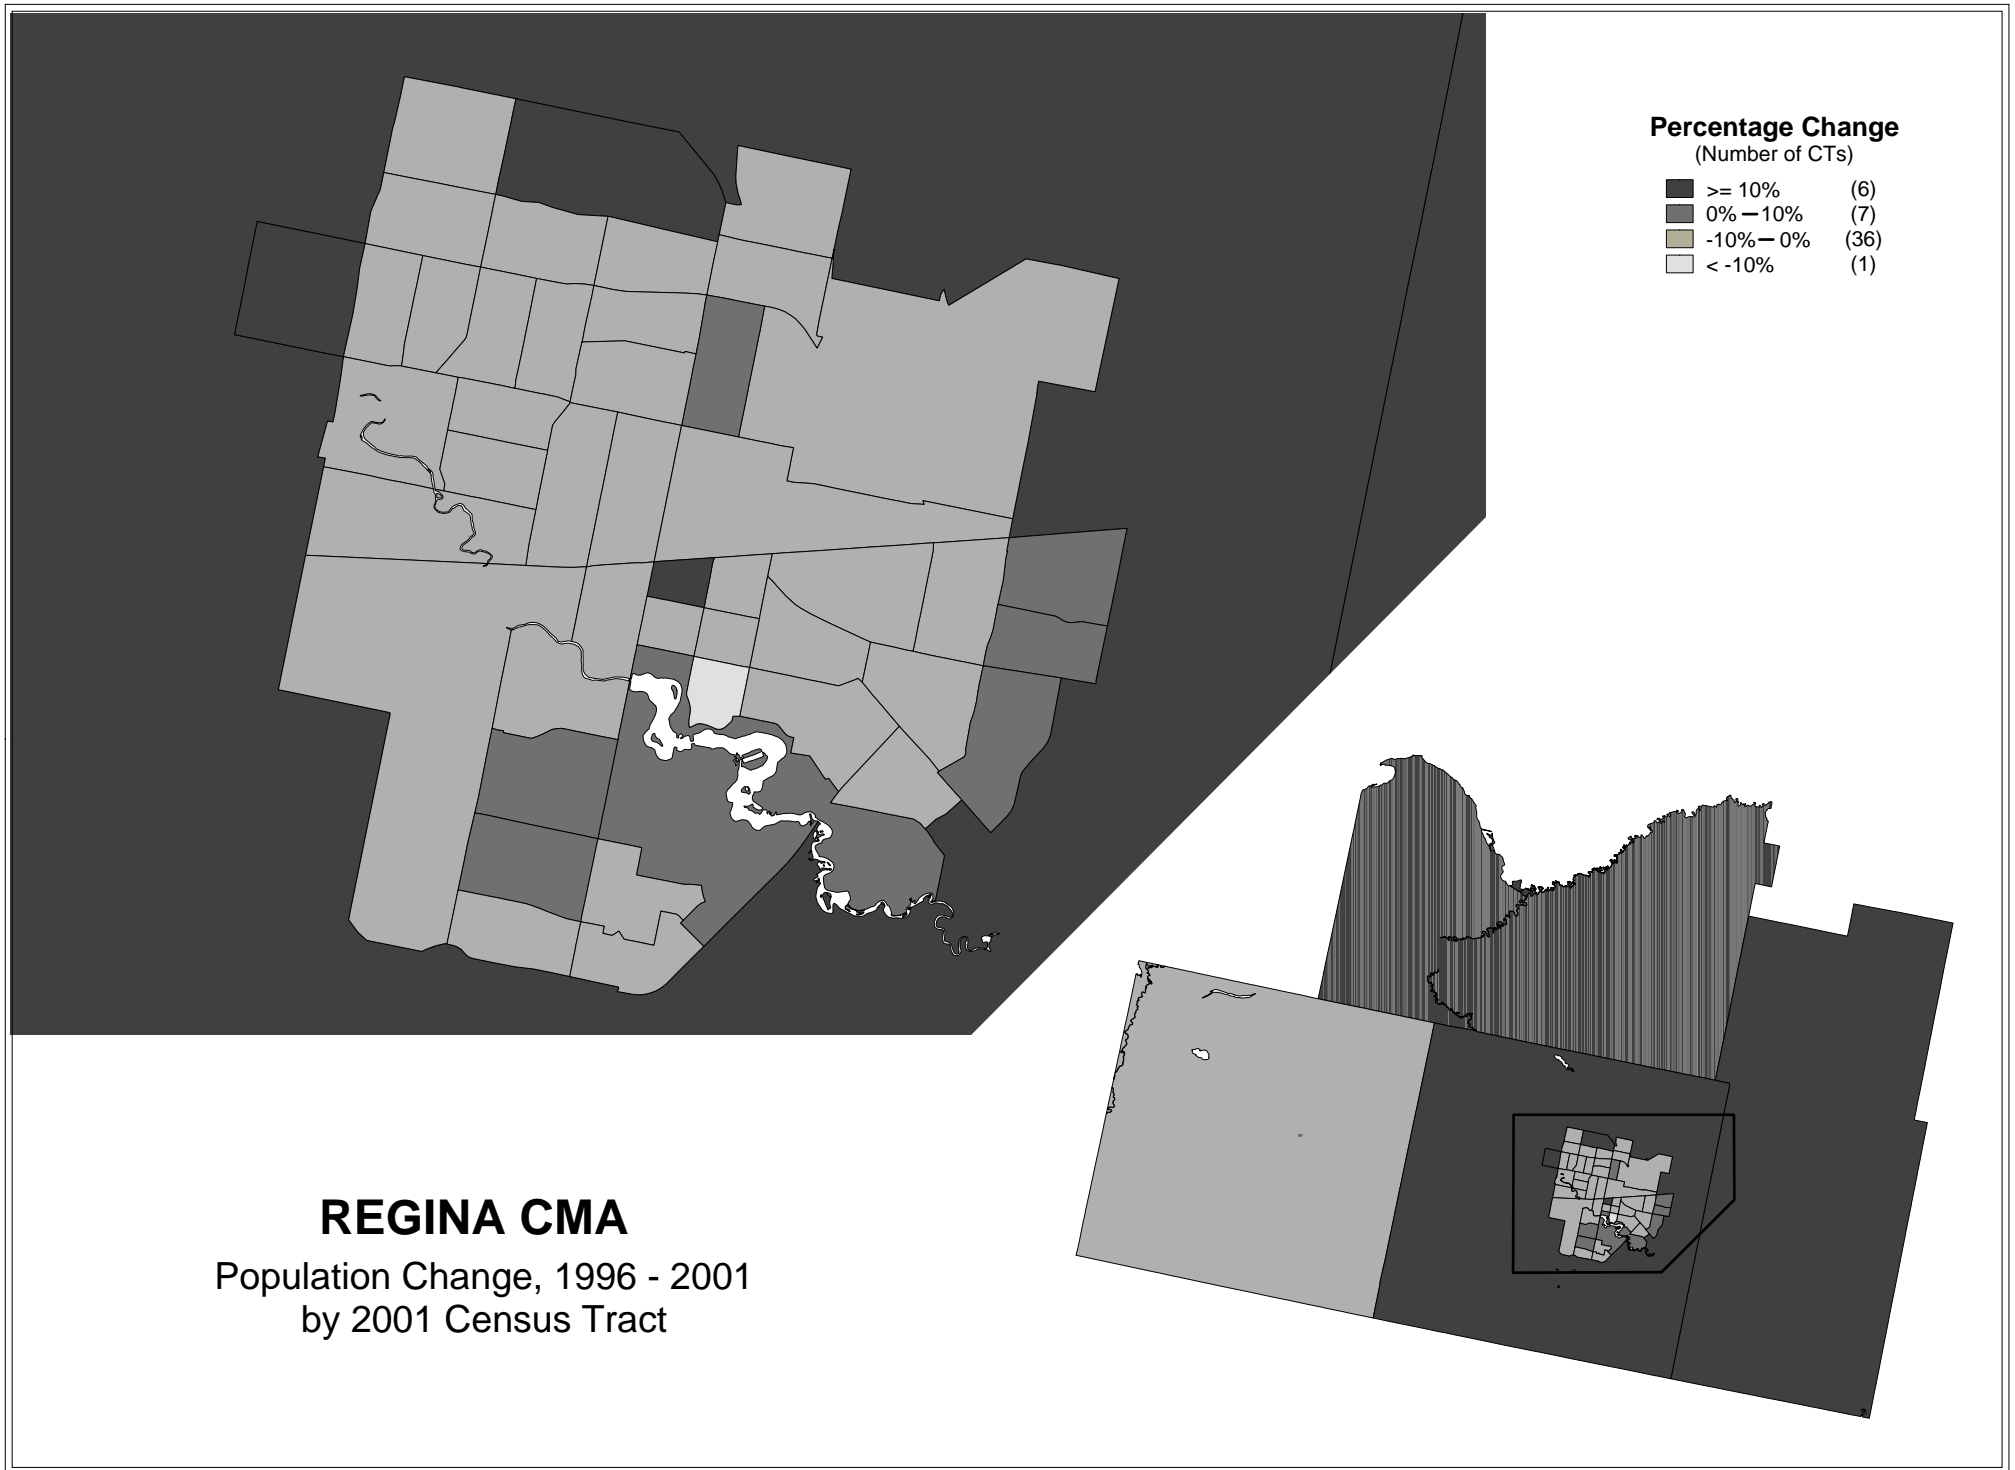 Percentage Change
(Number of CTs)
>= 10% (6)
0% – 10% (7)
-10% – 0% (36)
< -10% (1)
REGINA CMA
Population Change, 1996 - 2001
by 2001 Census Tract